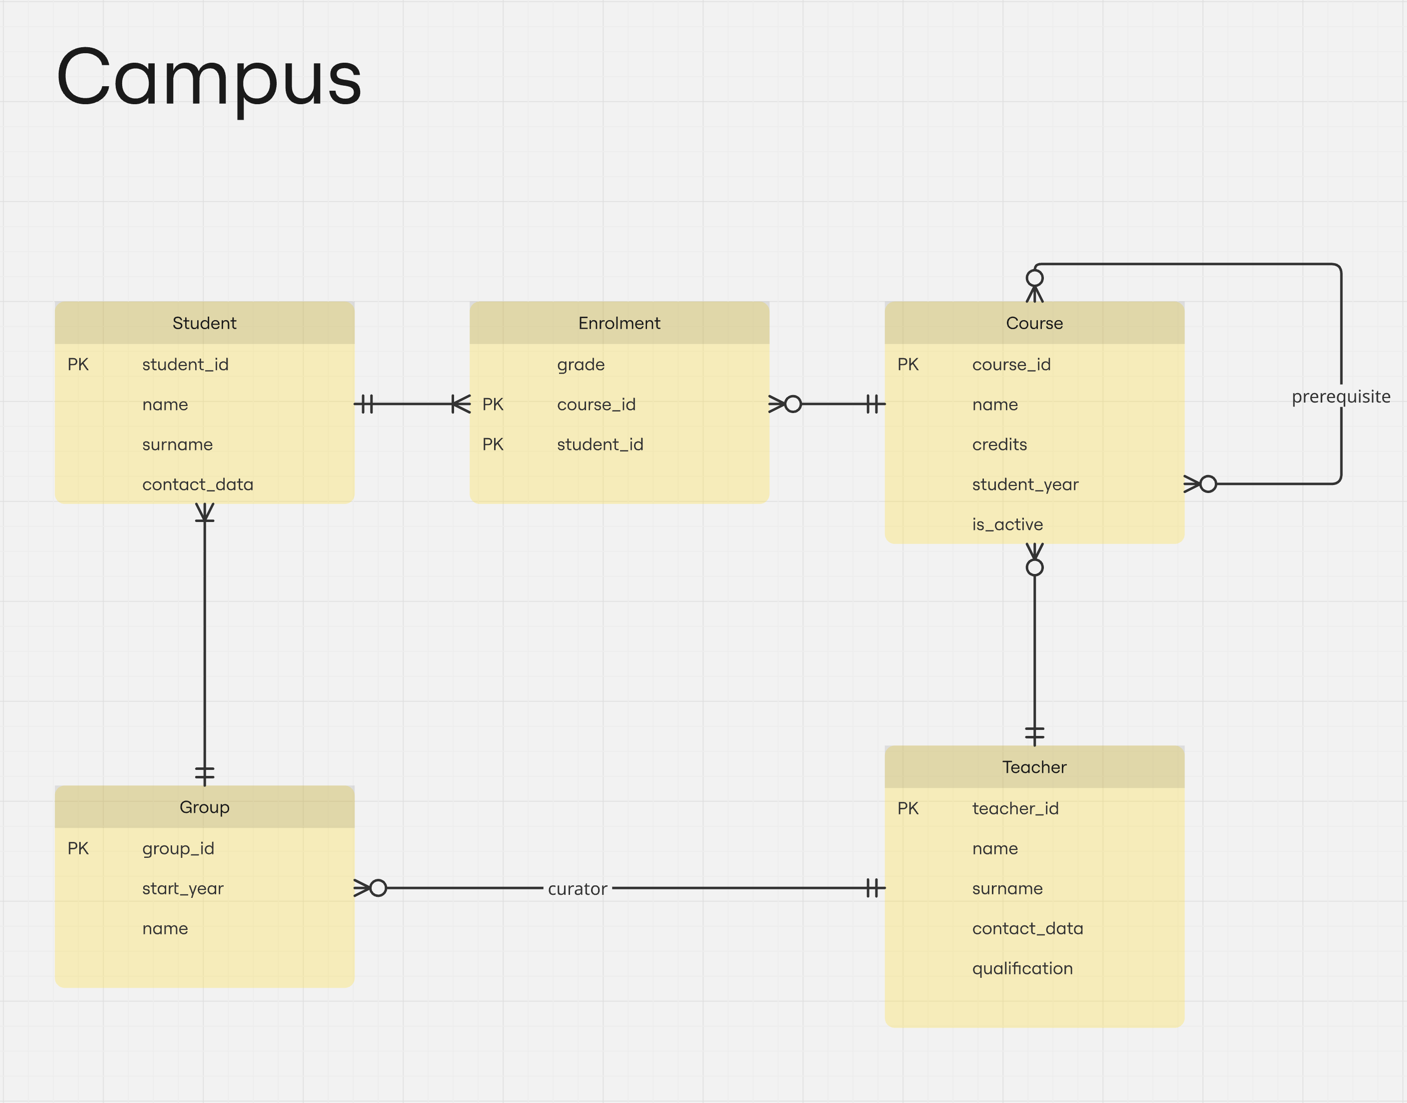 Campus
Student
PK student_id
name
surname
contact_data
Enrolment
grade
PK course_id
PK student_id
Course
PK course_id
name
credits
student_year
is_active
prerequisite
Group
PK group_id
start_year
name
curator
Teacher
PK teacher_id
name
surname
contact_data
qualification